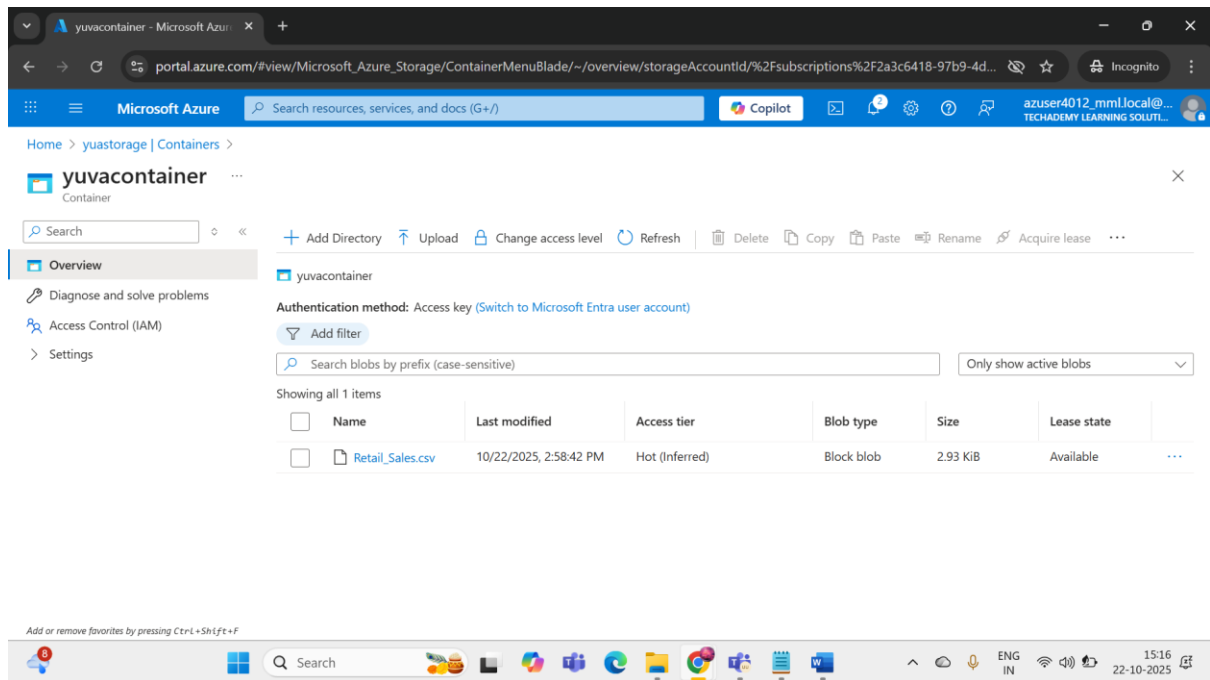 yuvacontainer - Microsoft Azur
portal.azure.com/#view/Microsoft_Azure_Storage/ContainerMenuBlade/~/overview/storageAccountId/%2Fsubscriptions%2F2a3c6418-97b9-4d... Incognito
Microsoft Azure Search resources, services, and docs (G+/) Copilot 2 azuser4012_mml.local@...
TECHADEMY LEARNING SOLUTI...
Home > yuastorage | Containers >
yuvacontainer ...
Container
Search
Add Directory Upload Change access level Refresh Delete Copy Paste Rename Acquire lease ...
Overview
Diagnose and solve problems
Access Control (IAM)
Settings
yuvacontainer
Authentication method: Access key (Switch to Microsoft Entra user account)
Add filter
Search blobs by prefix (case-sensitive) Only show active blobs
Showing all 1 items
Name Last modified Access tier Blob type Size Lease state
Retail_Sales.csv 10/22/2025, 2:58:42 PM Hot (Inferred) Block blob 2.93 KiB Available ...
Add or remove favorites by pressing Ctrl+Shift+F
8 Search ENG 15:16
IN 22-10-2025